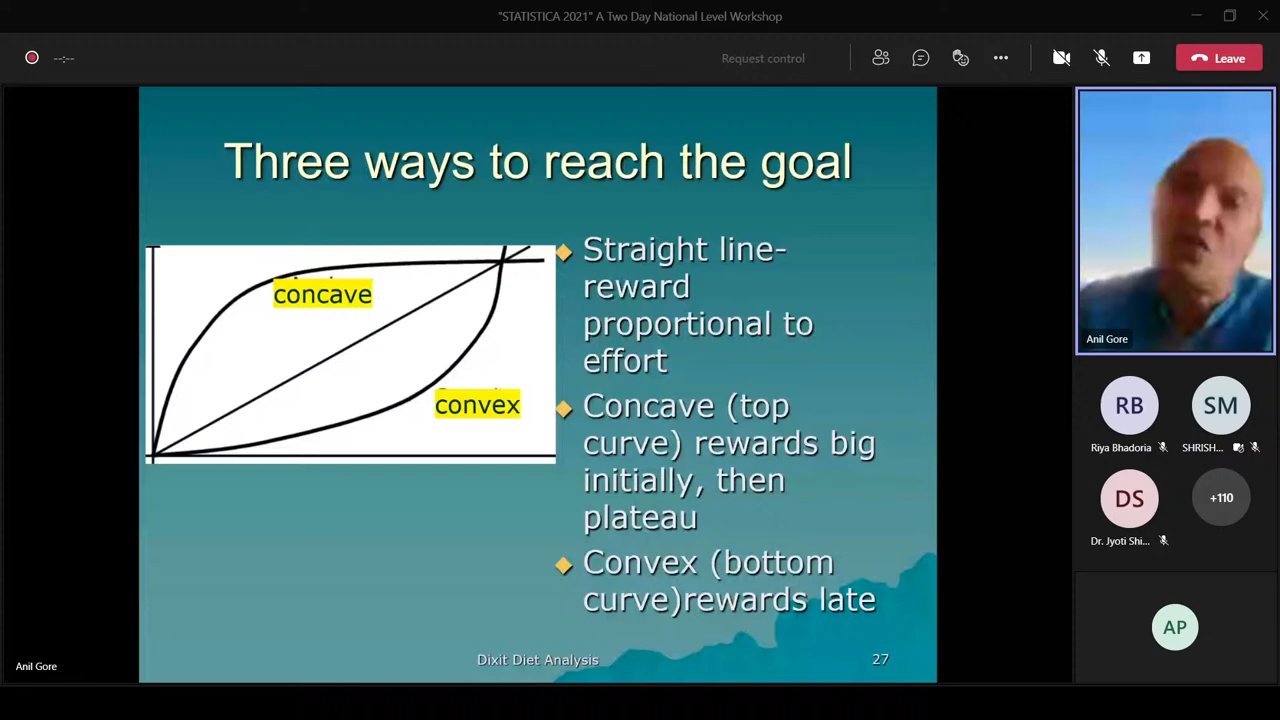 "STATISTICA 2021" A Two Day National Level Workshop
--:--
Request control
Leave
Three ways to reach the goal
concave
convex
Straight line-
reward
proportional to
effort
Concave (top
curve) rewards big
initially, then
plateau
Convex (bottom
curve)rewards late
Dixit Diet Analysis
27
Anil Gore
Anil Gore
RB
SM
Riya Bhadoria
SHRISH...
DS
+110
Dr. Jyoti Shi...
AP